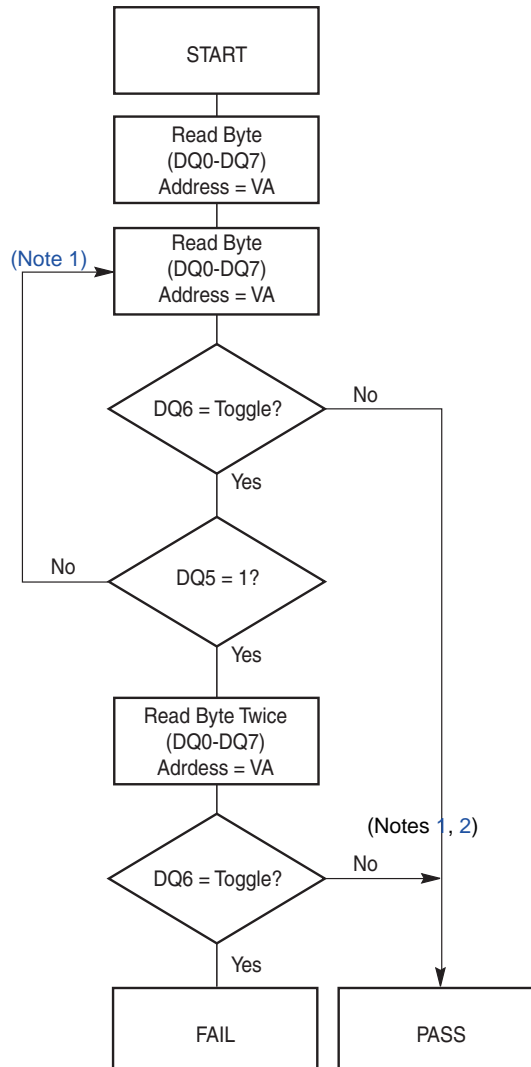 START
Read Byte
(DQ0-DQ7)
Address = VA
(Note 1)
Read Byte
(DQ0-DQ7)
Address = VA
DQ6 = Toggle?
No
Yes
No
DQ5 = 1?
Yes
Read Byte Twice
(DQ0-DQ7)
Adrdess = VA
(Notes 1, 2)
DQ6 = Toggle?
No
Yes
FAIL
PASS